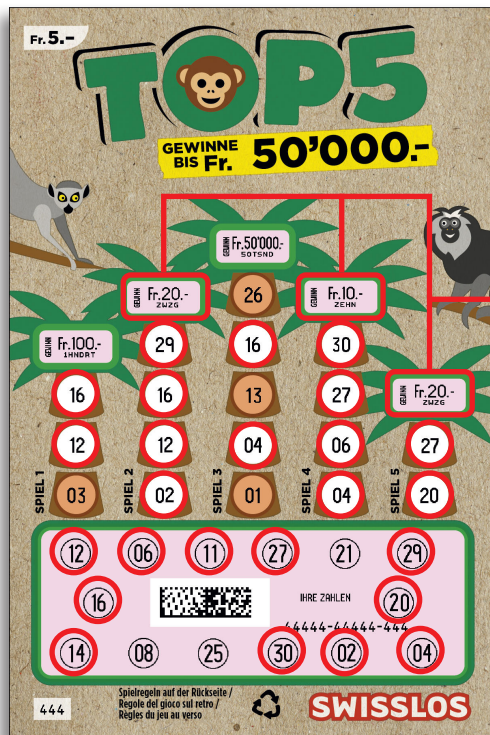 Fr. 5.-
TOP5
GEWINNE
BIS Fr. 50'000.-
GEWINN Fr.50'000.-
50TSND
GEWINN Fr.20.-
ZWZG
26
GEWINN Fr.10.-
ZEHN
GEWINN Fr.100.-
1HNDRT
29
16
30
GEWINN Fr.20.-
ZWZG
16
16
13
27
12
12
04
06
27
SPIEL 1
03
SPIEL 2
02
SPIEL 3
01
SPIEL 4
04
SPIEL 5
20
12
06
11
27
21
29
16
IHRE ZAHLEN
20
44444-44444-444
14
08
25
30
02
04
444
Spielregeln auf der Rückseite /
Regole del gioco sul retro /
Règles du jeu au verso
SWISSLOS